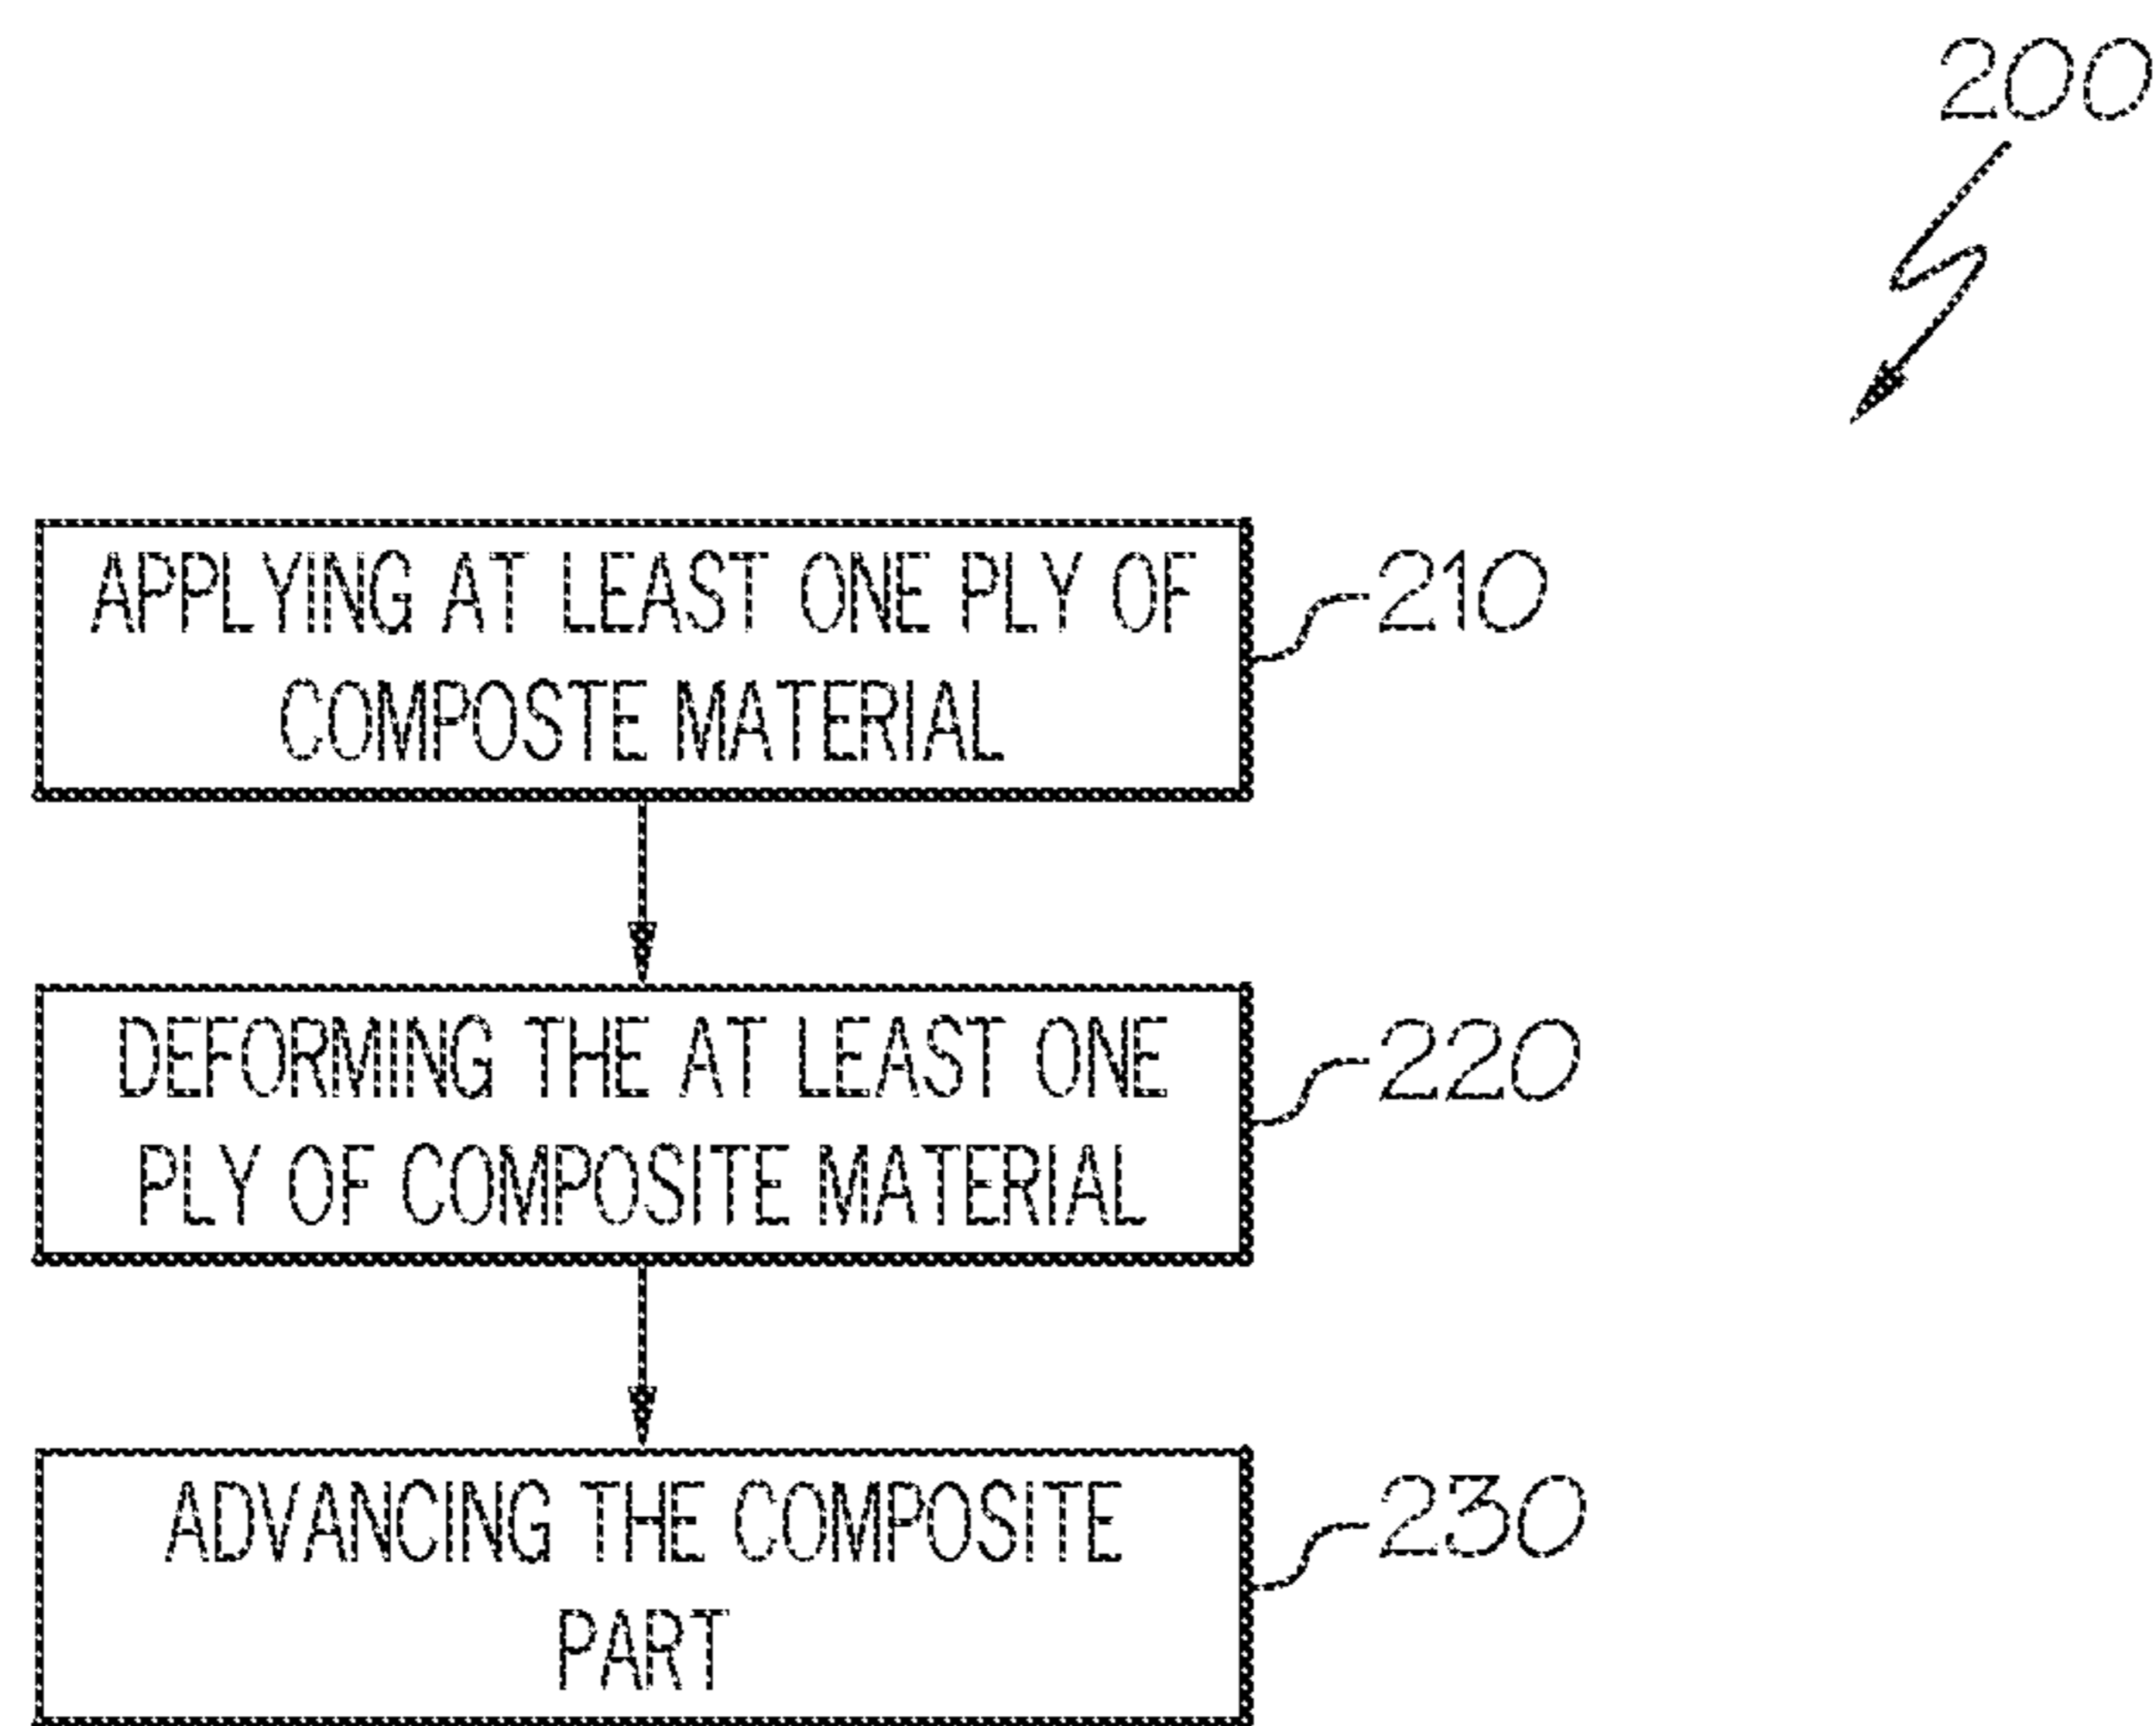 200
APPLYING AT LEAST ONE PLY OF
COMPOSTE MATERIAL
210
DEFORMING THE AT LEAST ONE
PLY OF COMPOSITE MATERIAL
220
ADVANCING THE COMPOSITE
PART
230